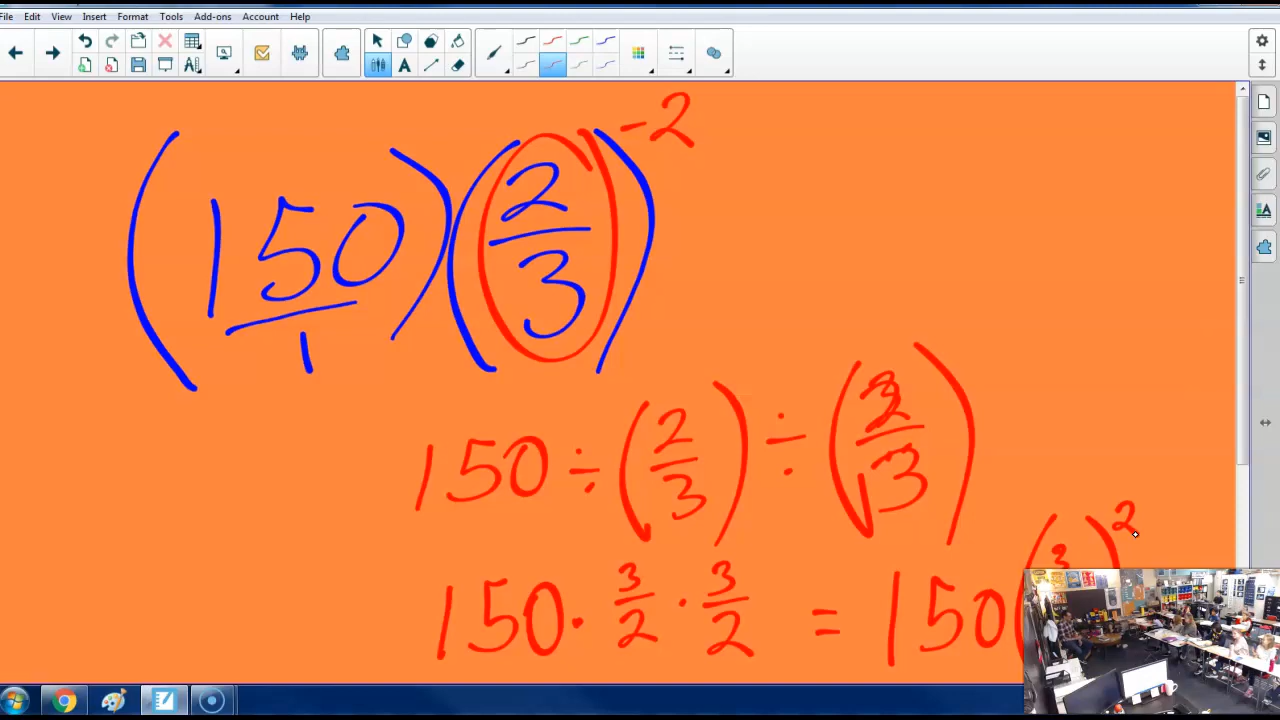 File Edit View Insert Format Tools Add-ons Account Help
(150/1)(2/3)^-2
150 ÷ (2/3) ÷ (2/3)
150 · 3/2 · 3/2 = 150(3)^2